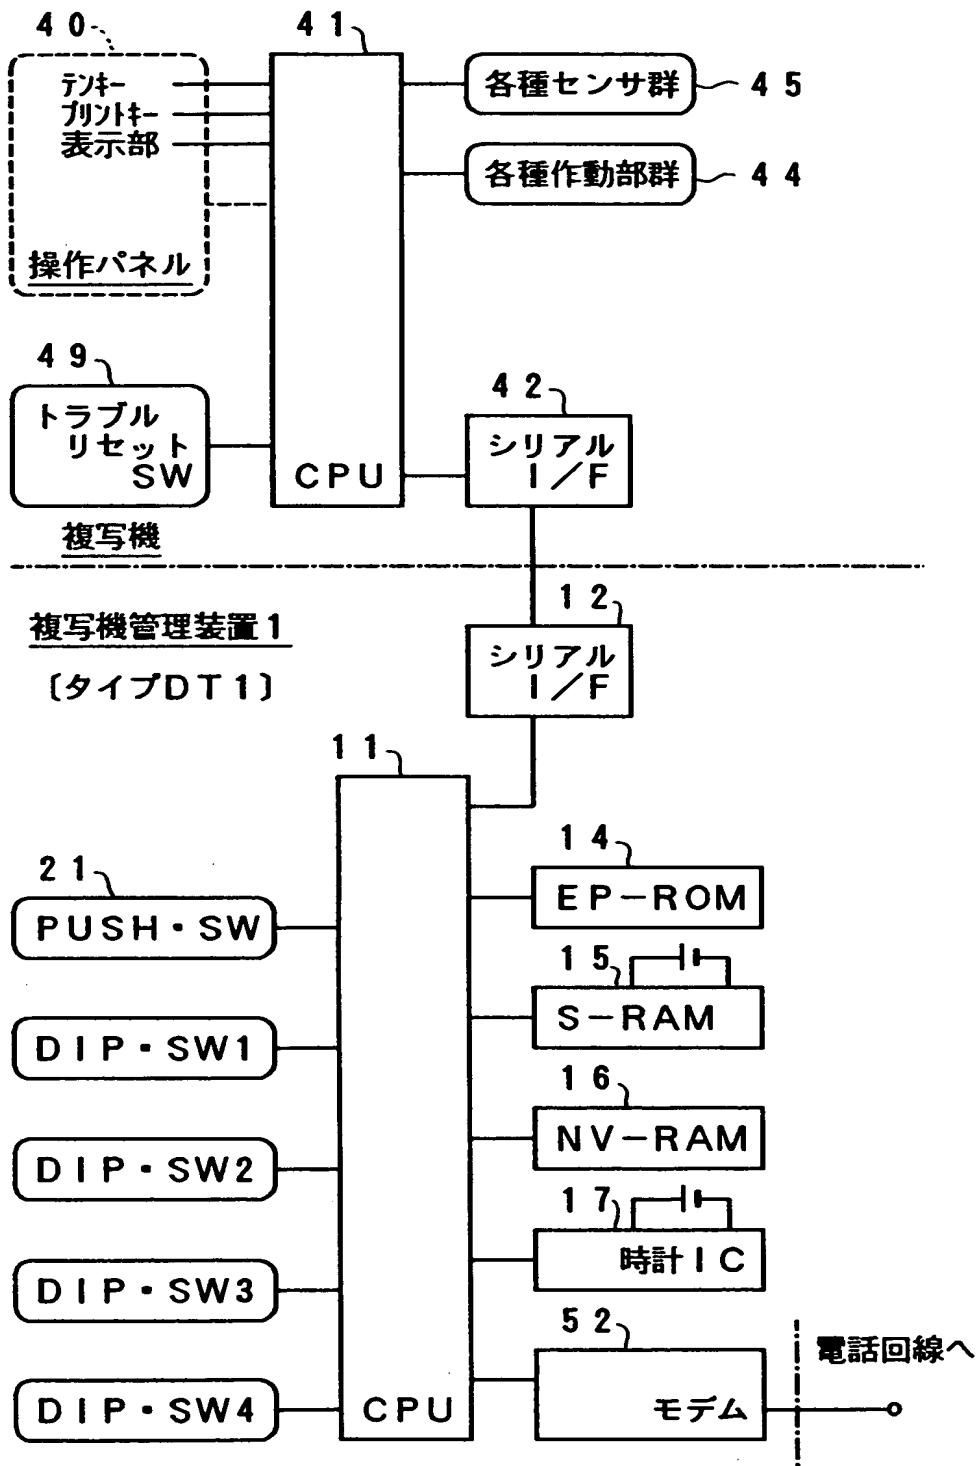 40
41
テンキー
プリントキー
表示部
操作パネル
各種センサ群
45
各種作動部群
44
49
トラブル
リセット
SW
CPU
42
シリアル
I/F
複写機
複写機管理装置1
〔タイプDT1〕
12
シリアル
I/F
11
21
PUSH・SW
DIP・SW1
DIP・SW2
DIP・SW3
DIP・SW4
CPU
14
EP-ROM
15
S-RAM
16
NV-RAM
17
時計IC
52
モデム
電話回線へ